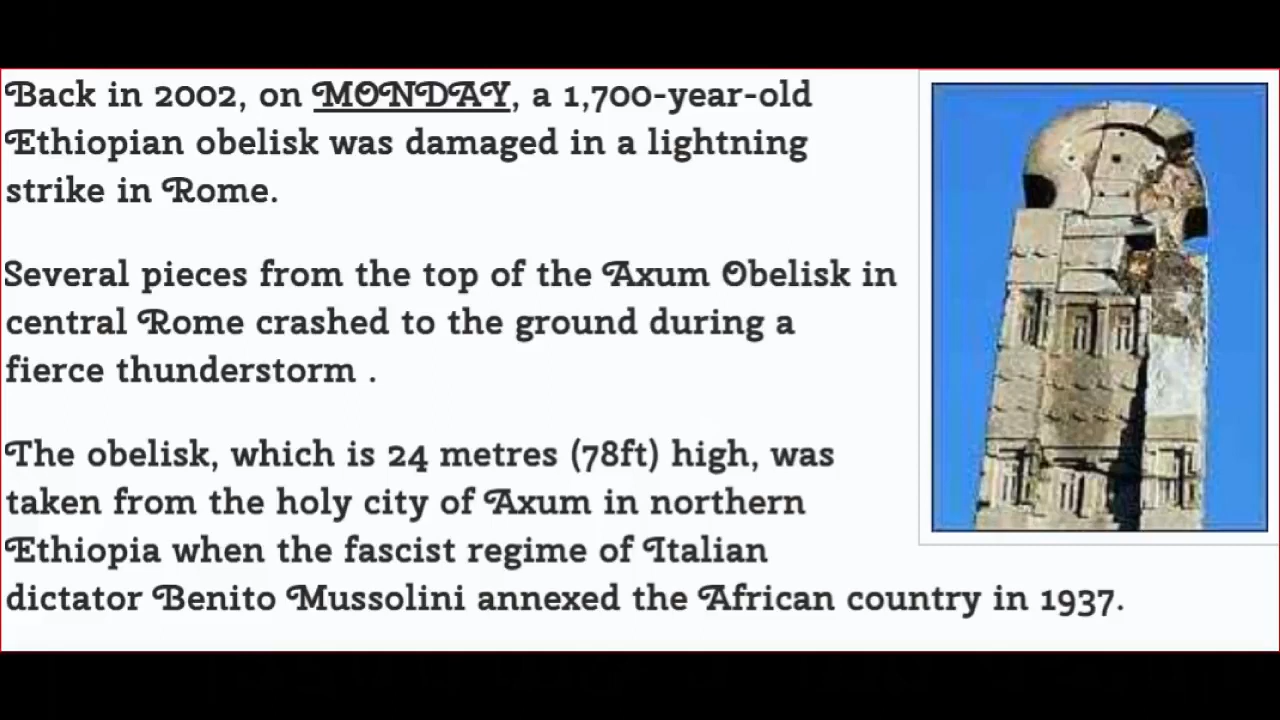 Back in 2002, on MONDAY, a 1,700-year-old
Ethiopian obelisk was damaged in a lightning
strike in Rome.
Several pieces from the top of the Axum Obelisk in
central Rome crashed to the ground during a
fierce thunderstorm .
The obelisk, which is 24 metres (78ft) high, was
taken from the holy city of Axum in northern
Ethiopia when the fascist regime of Italian
dictator Benito Mussolini annexed the African country in 1937.